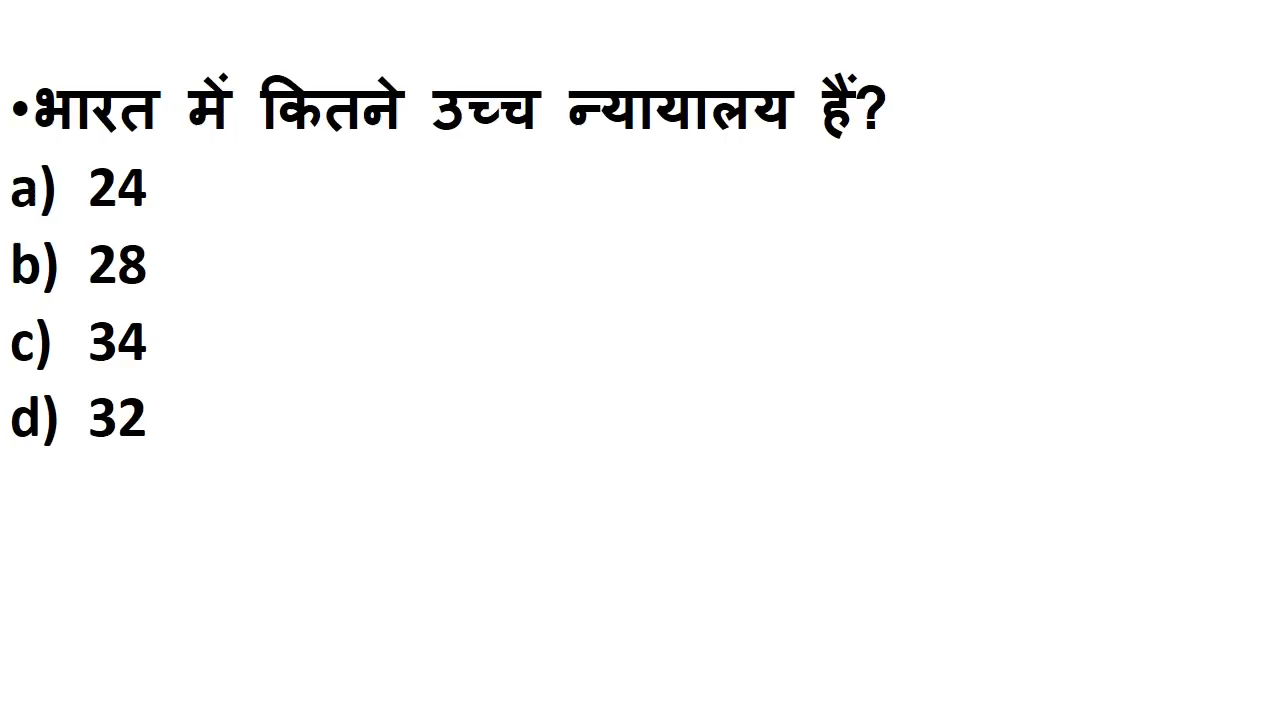 •भारत में कितने उच्च न्यायालय हैं?
a) 24
b) 28
c) 34
d) 32